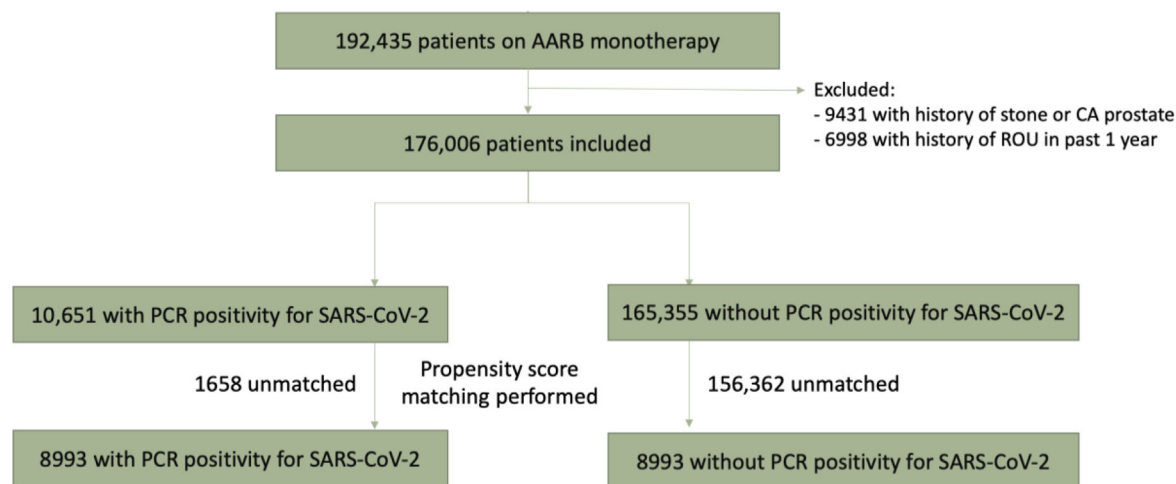 192,435 patients on AARB monotherapy
Excluded:
- 9431 with history of stone or CA prostate
- 6998 with history of ROU in past 1 year
176,006 patients included
10,651 with PCR positivity for SARS-CoV-2
165,355 without PCR positivity for SARS-CoV-2
1658 unmatched
Propensity score
matching performed
156,362 unmatched
8993 with PCR positivity for SARS-CoV-2
8993 without PCR positivity for SARS-CoV-2